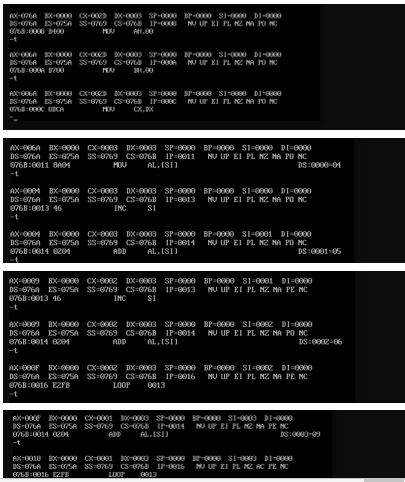 AX=076A BX=0000 CX=002D DX=0003 SP=0000 BP=0000 SI=0000 DI=0000
DS=076A ES=075A SS=0769 CS=076B IP=0008 NV UP EI PL NZ NA PO NC
076B:0008 B400 MOV AH,00
-t
AX=006A BX=0000 CX=002D DX=0003 SP=0000 BP=0000 SI=0000 DI=0000
DS=076A ES=075A SS=0769 CS=076B IP=000A NV UP EI PL NZ NA PO NC
076B:000A B700 MOV BH,00
-t
AX=006A BX=0000 CX=002D DX=0003 SP=0000 BP=0000 SI=0000 DI=0000
DS=076A ES=075A SS=0769 CS=076B IP=000C NV UP EI PL NZ NA PO NC
076B:000C 8BCA MOV CX,DX
-_
AX=006A BX=0000 CX=0003 DX=0003 SP=0000 BP=0000 SI=0000 DI=0000
DS=076A ES=075A SS=0769 CS=076B IP=0011 NV UP EI PL NZ NA PO NC
076B:0011 8A04 MOV AL,[SI] DS:0000=04
-t
AX=0004 BX=0000 CX=0003 DX=0003 SP=0000 BP=0000 SI=0000 DI=0000
DS=076A ES=075A SS=0769 CS=076B IP=0013 NV UP EI PL NZ NA PO NC
076B:0013 46 INC SI
-t
AX=0004 BX=0000 CX=0003 DX=0003 SP=0000 BP=0000 SI=0001 DI=0000
DS=076A ES=075A SS=0769 CS=076B IP=0014 NV UP EI PL NZ NA PO NC
076B:0014 0204 ADD AL,[SI] DS:0001=05
-t
AX=0009 BX=0000 CX=0002 DX=0003 SP=0000 BP=0000 SI=0001 DI=0000
DS=076A ES=075A SS=0769 CS=076B IP=0013 NV UP EI PL NZ NA PE NC
076B:0013 46 INC SI
-t
AX=0009 BX=0000 CX=0002 DX=0003 SP=0000 BP=0000 SI=0002 DI=0000
DS=076A ES=075A SS=0769 CS=076B IP=0014 NV UP EI PL NZ NA PO NC
076B:0014 0204 ADD AL,[SI] DS:0002=06
-t
AX=000F BX=0000 CX=0002 DX=0003 SP=0000 BP=0000 SI=0002 DI=0000
DS=076A ES=075A SS=0769 CS=076B IP=0016 NV UP EI PL NZ NA PE NC
076B:0016 E2FB LOOP 0013
-t
AX=000F BX=0000 CX=0001 DX=0003 SP=0000 BP=0000 SI=0003 DI=0000
DS=076A ES=075A SS=0769 CS=076B IP=0014 NV UP EI PL NZ NA PE NC
076B:0014 0204 ADD AL,[SI] DS:0003=09
-t
AX=0018 BX=0000 CX=0001 DX=0003 SP=0000 BP=0000 SI=0003 DI=0000
DS=076A ES=075A SS=0769 CS=076B IP=0016 NV UP EI PL NZ AC PE NC
076B:0016 E2FB LOOP 0013